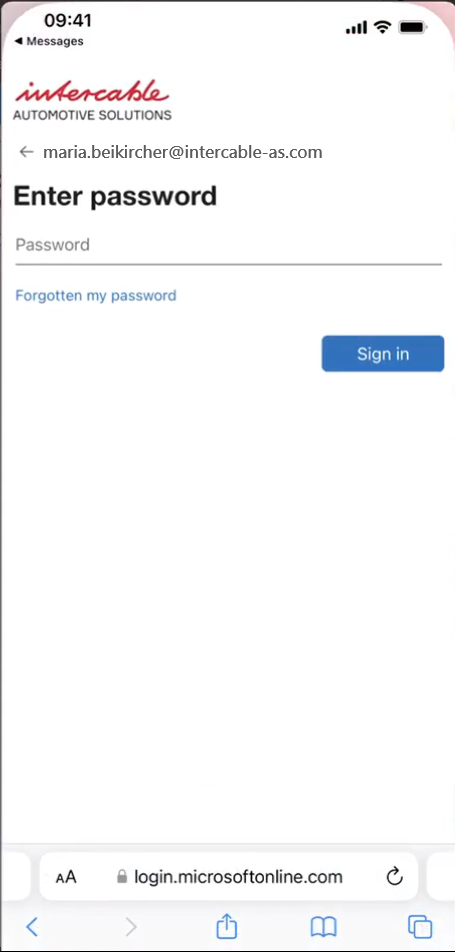 09:41
◀ Messages
intercable
AUTOMOTIVE SOLUTIONS
← maria.beikircher@intercable-as.com
Enter password
Password
Forgotten my password
Sign in
AA login.microsoftonline.com